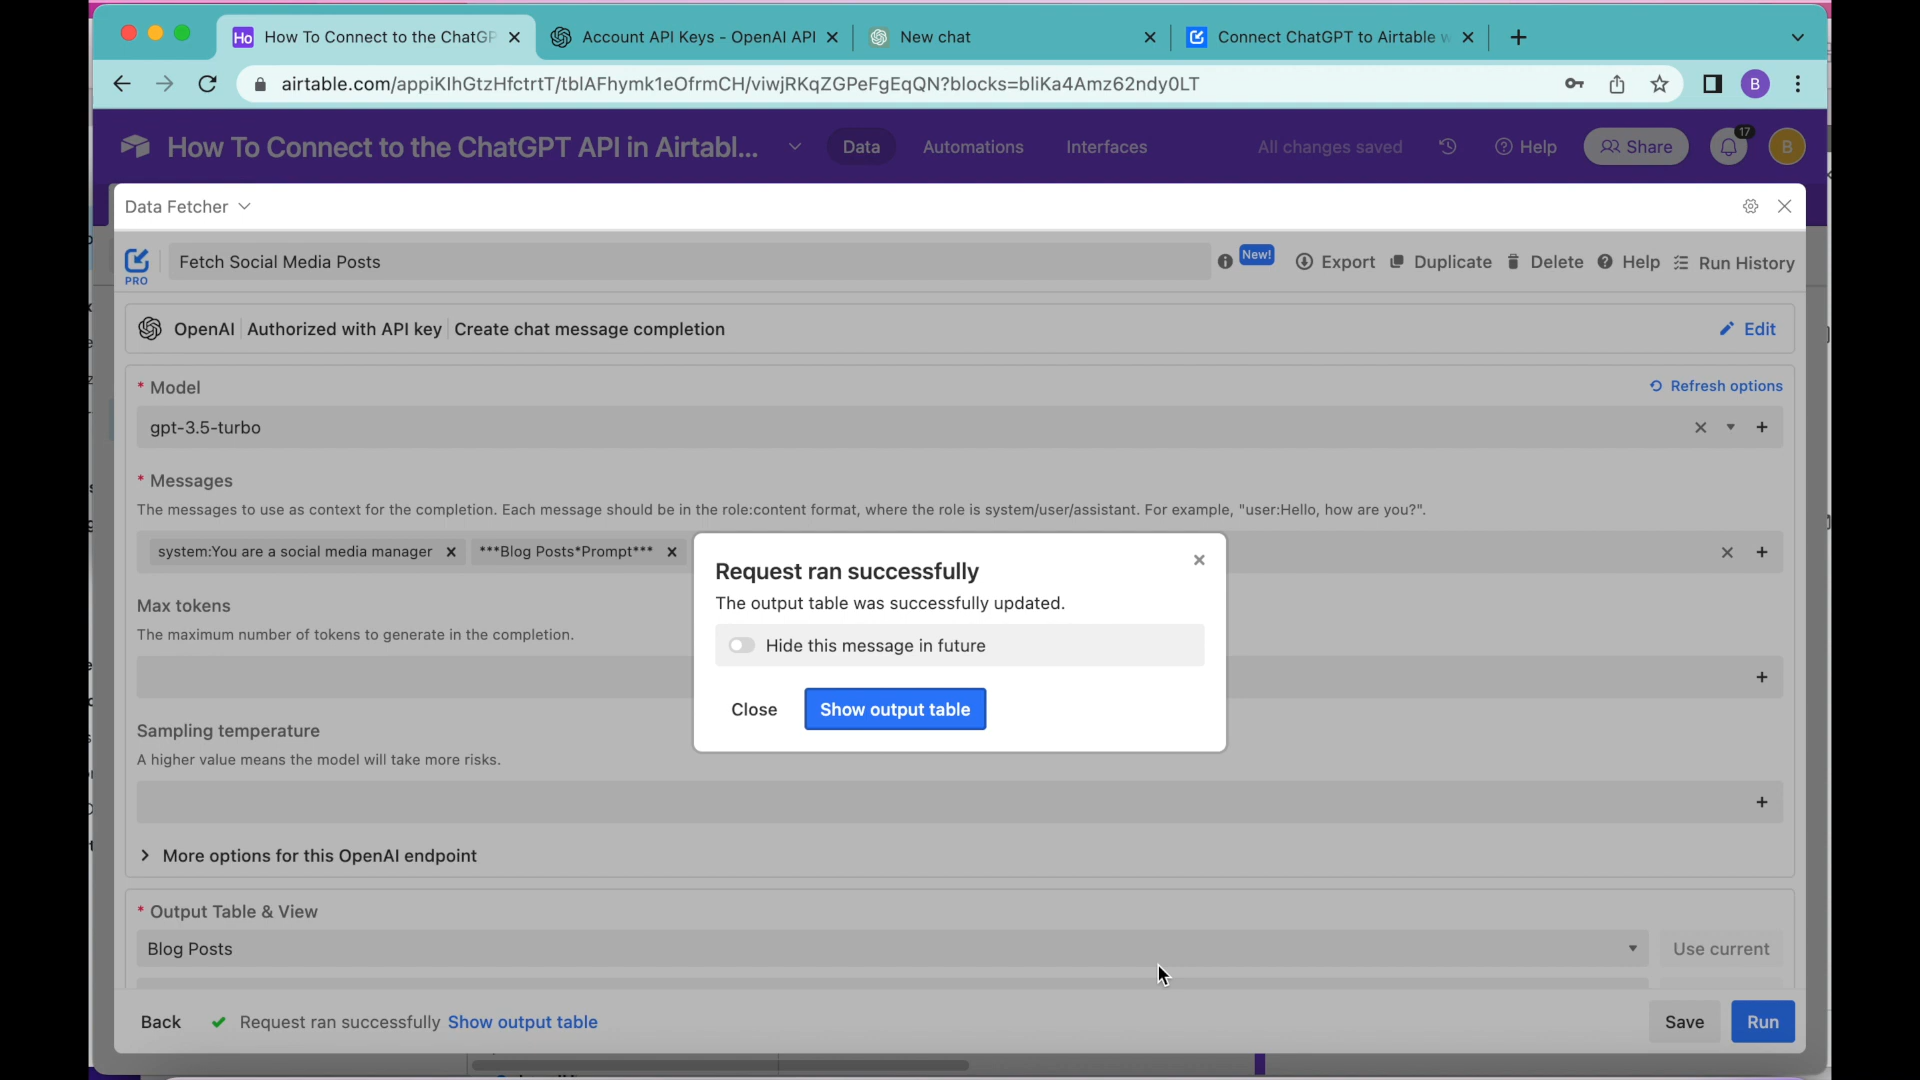 How To Connect to the ChatGP
Account API Keys - OpenAI API
New chat
Connect ChatGPT to Airtable w
airtable.com/appiKIhGtzHfctrtT/tblAFhymk1eOfrmCH/viwjRKqZGPeFgEqQN?blocks=bliKa4Amz62ndy0LT
B
How To Connect to the ChatGPT API in Airtabl...
Data
Automations
Interfaces
All changes saved
Help
Share
17
B
Data Fetcher
PRO
Fetch Social Media Posts
New!
Export
Duplicate
Delete
Help
Run History
OpenAI
Authorized with API key
Create chat message completion
Edit
* Model
Refresh options
gpt-3.5-turbo
* Messages
The messages to use as context for the completion. Each message should be in the role:content format, where the role is system/user/assistant. For example, "user:Hello, how are you?".
system:You are a social media manager
***Blog Posts*Prompt***
Max tokens
The maximum number of tokens to generate in the completion.
Sampling temperature
A higher value means the model will take more risks.
More options for this OpenAI endpoint
Request ran successfully
The output table was successfully updated.
Hide this message in future
Close
Show output table
* Output Table & View
Blog Posts
Use current
Back
Request ran successfully
Show output table
Save
Run